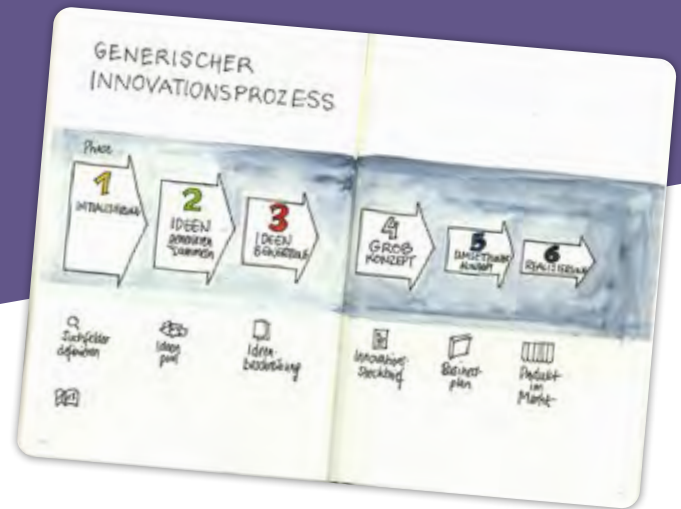 GENERISCHER
INNOVATIONSPROZESS
Phase
1
INITIALISIERUNG
2
IDEEN
generieren
sammeln
3
IDEEN
BEWERTUNG
4
GROB
KONZEPT
5
UMSETZUNGS
KONZEPT
6
REALISIERUNG
Suchfelder
definieren
Ideen
pool
Ideen
beschreibung
Innovations-
Steckbrief
Business
plan
Produkt
im
Markt